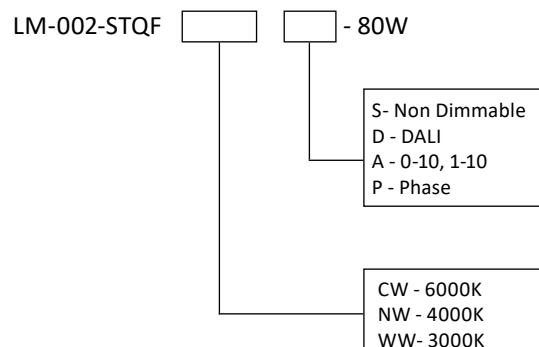 LM-002-STQF - 80W
S- Non Dimmable
D - DALI
A - 0-10, 1-10
P - Phase
CW - 6000K
NW - 4000K
WW- 3000K